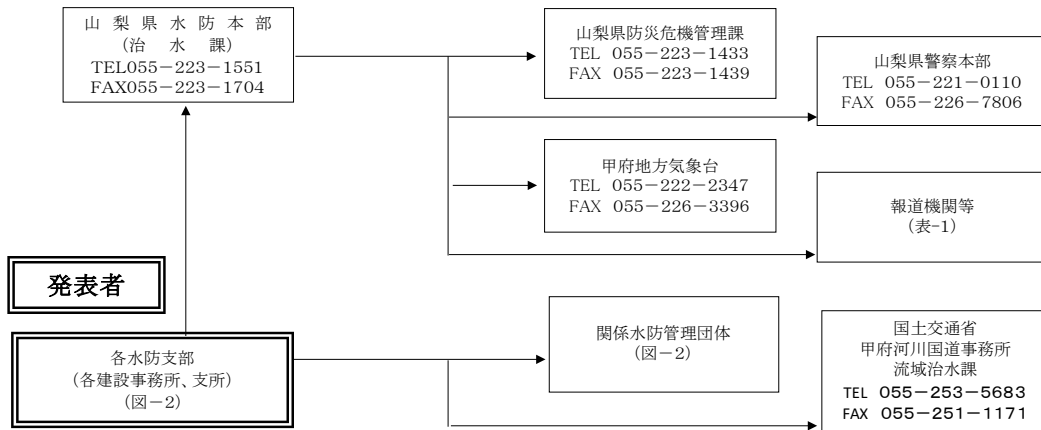 山 梨 県 水 防 本 部
(治　水　課)
TEL055−223−1551
FAX055−223−1704
山梨県防災危機管理課
TEL 055−223−1433
FAX 055−223−1439
山梨県警察本部
TEL 055−221−0110
FAX 055−226−7806
甲府地方気象台
TEL 055−222−2347
FAX 055−226−3396
報道機関等
(表-1)
発表者
各水防支部
(各建設事務所、支所)
(図−2)
関係水防管理団体
(図−2)
国土交通省
甲府河川国道事務所
流域治水課
TEL 055−253−5683
FAX 055−251−1171